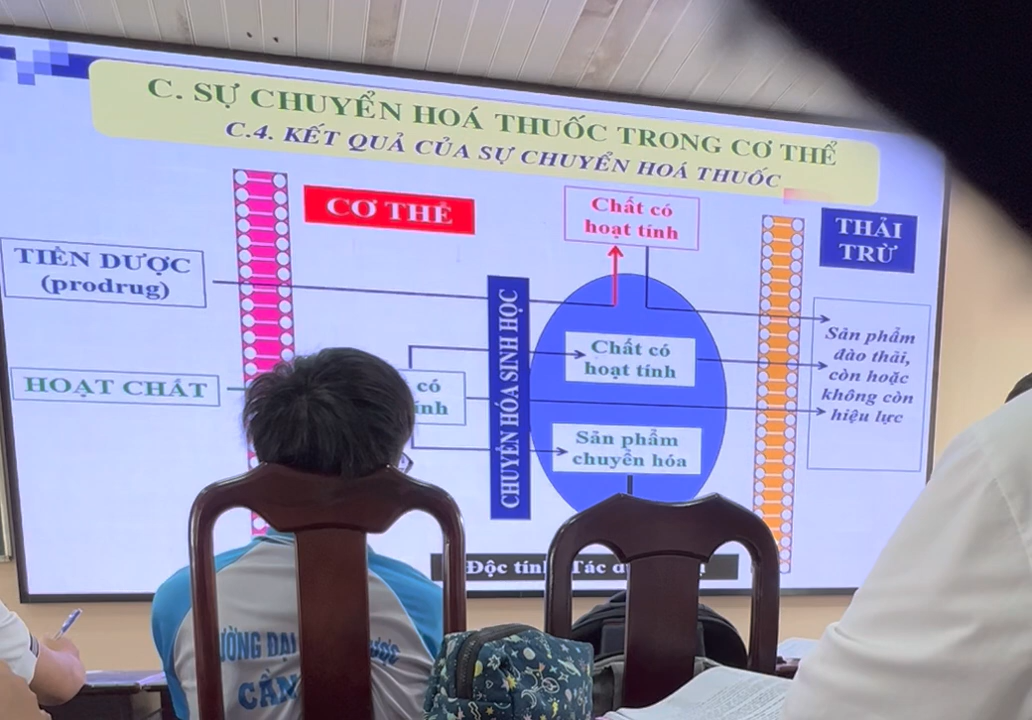 C. SỰ CHUYỂN HOÁ THUỐC TRONG CƠ THỂ
C.4. KẾT QUẢ CỦA SỰ CHUYỂN HOÁ THUỐC
CƠ THỂ
Chất có
hoạt tính
THẢI
TRỪ
TIỀN DƯỢC
(prodrug)
HOẠT CHẤT
có
CHUYỂN HÓA SINH HỌC
Chất có
hoạt tính
Sản phẩm
chuyển hóa
Sản phẩm
đào thải,
còn hoặc
không còn
hiệu lực
Độc tính Tác
ĐẠI
CẦN